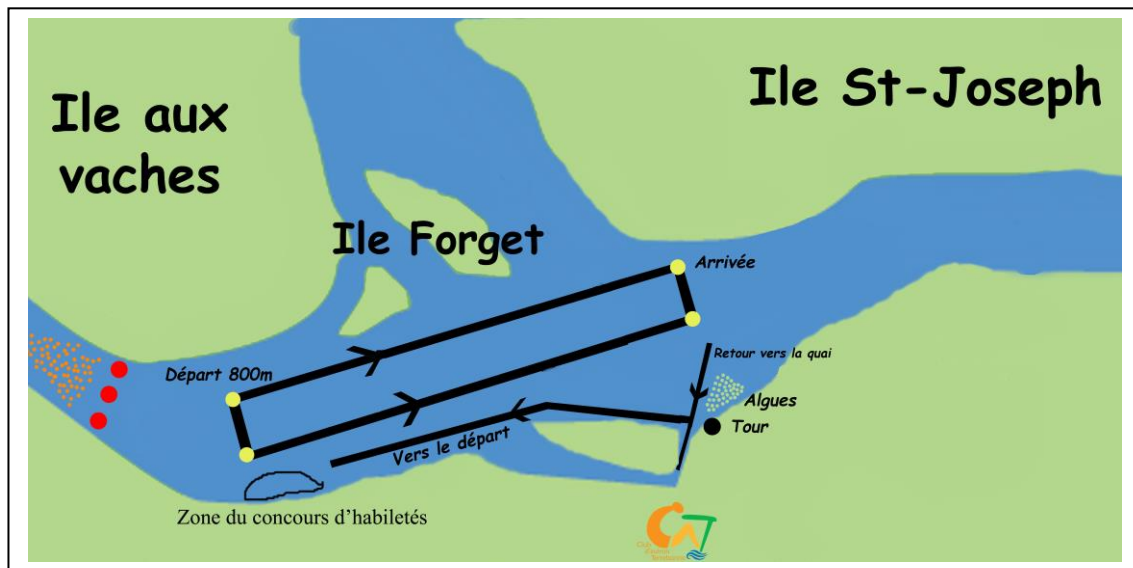 Ile aux
vaches
Ile St-Joseph
Ile Forget
Arrivée
Départ 800m
Retour vers la quai
Algues
Tour
Vers le départ
Zone du concours d'habiletés